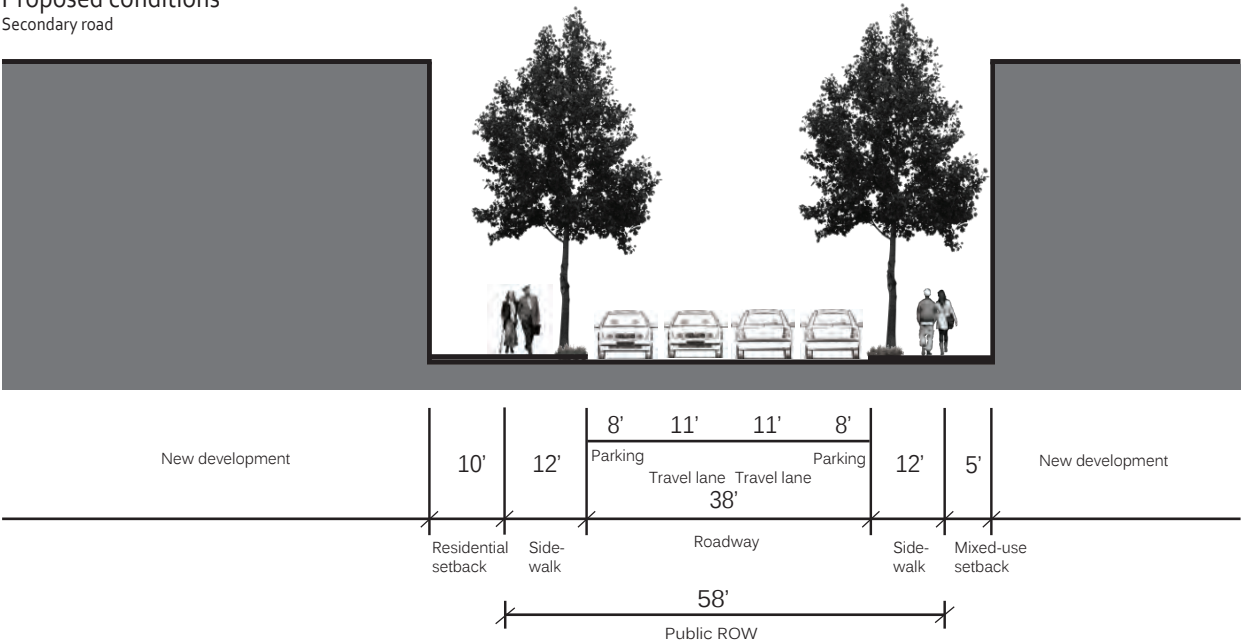 Proposed conditions
Secondary road
8’ 11’ 11’ 8’
New development 10’ 12’ Parking Parking 12’ 5’ New development
Travel lane Travel lane
38’
Residential setback
Side-walk
Roadway
Side-walk
Mixed-use setback
58’
Public ROW